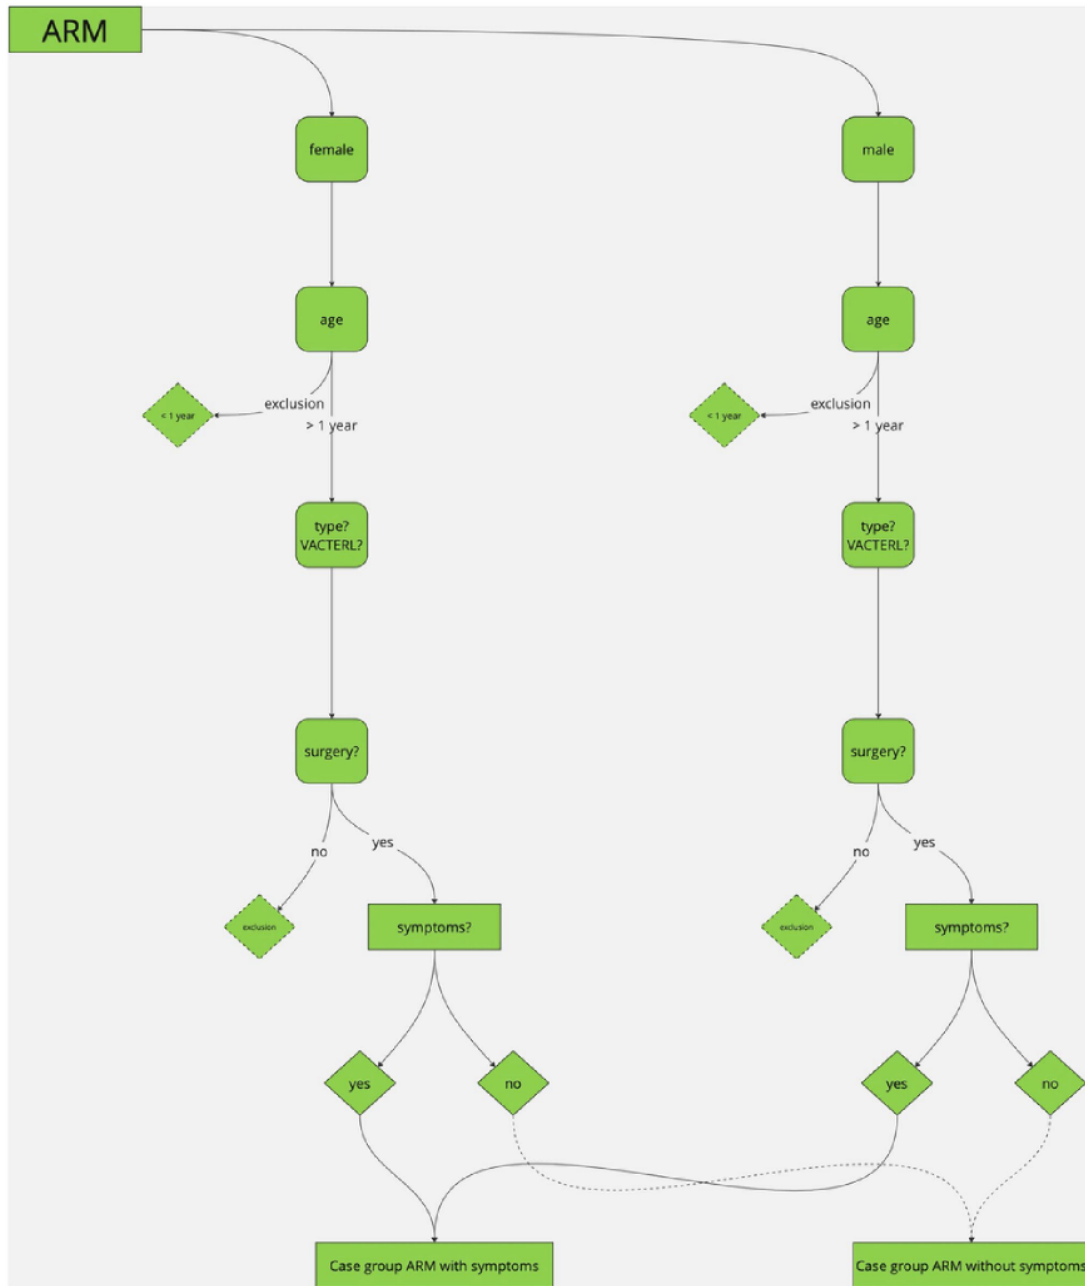 ARM
female
male
age
age
exclusion
< 1 year
> 1 year
exclusion
< 1 year
> 1 year
type?
VACTERL?
type?
VACTERL?
surgery?
surgery?
no
yes
no
yes
exclusion
symptoms?
exclusion
symptoms?
yes
no
yes
no
Case group ARM with symptoms
Case group ARM without symptoms